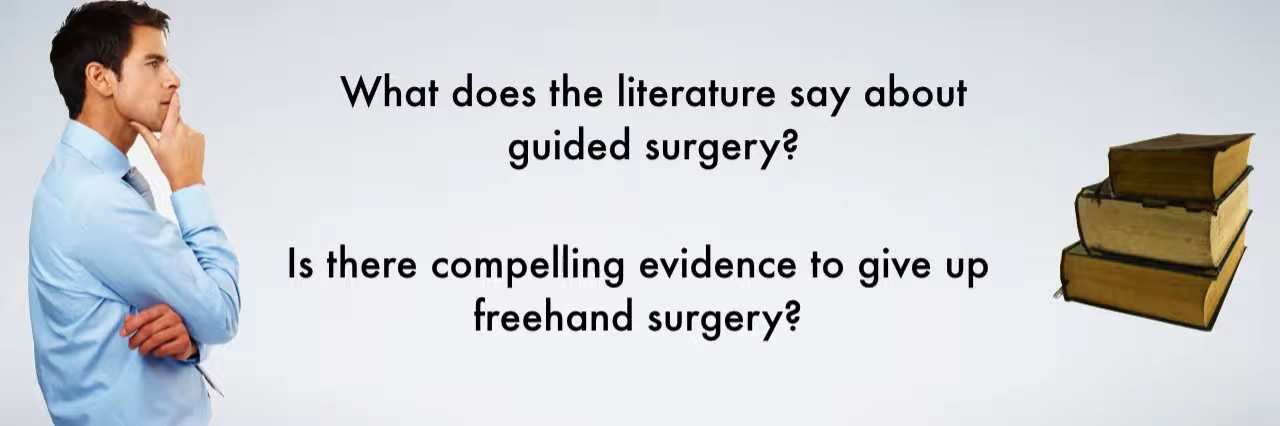 What does the literature say about
guided surgery?
Is there compelling evidence to give up
freehand surgery?